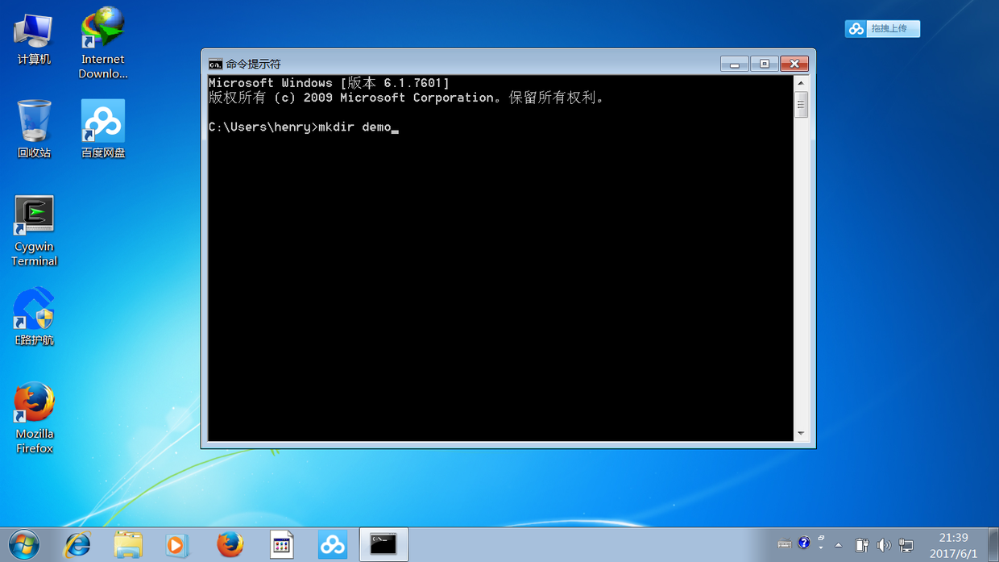 计算机
Internet
Downlo...
回收站
百度网盘
Cygwin
Terminal
E路护航
Mozilla
Firefox
拖拽上传
命令提示符
Microsoft Windows [版本 6.1.7601]
版权所有 (c) 2009 Microsoft Corporation。保留所有权利。
C:\Users\henry>mkdir demo_
21:39
2017/6/1